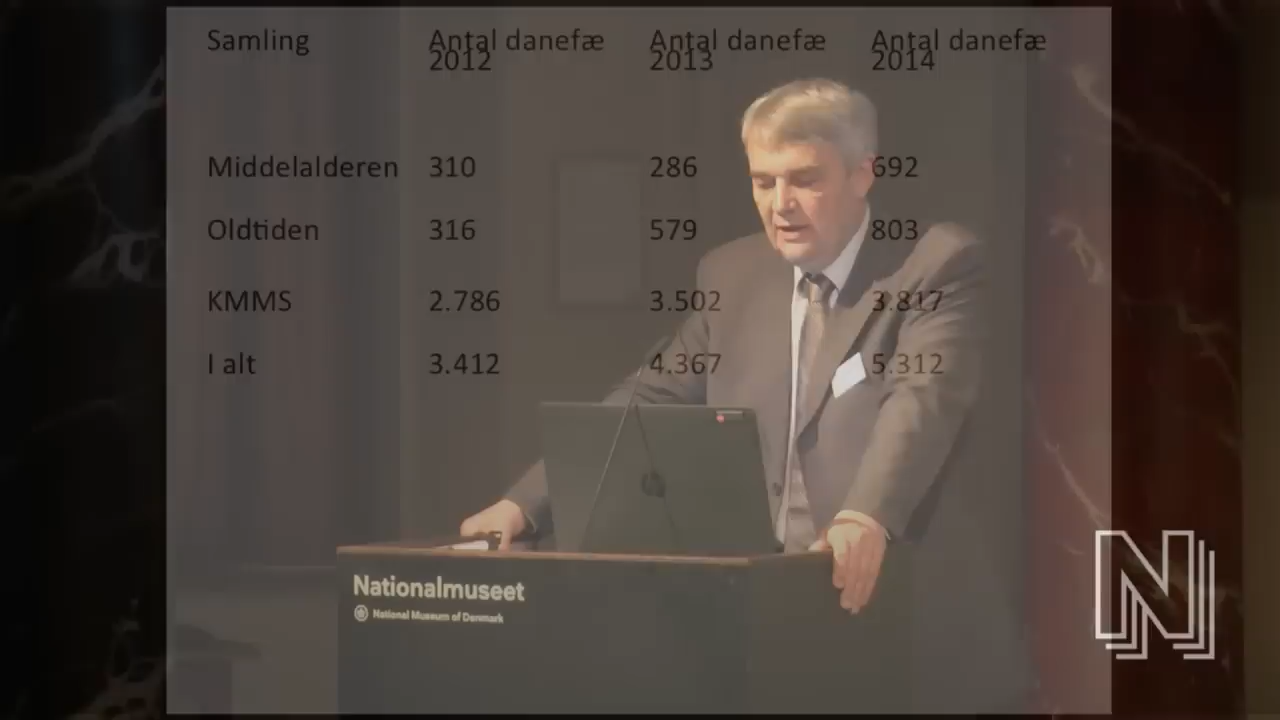 Samling Antal danefæ 2012 Antal danefæ 2013 Antal danefæ 2014
Middelalderen 310 286 692
Oldtiden 316 579 803
KMMS 2.786 3.502 3.817
I alt 3.412 4.367 5.312
Nationalmuseet
National Museum of Denmark
N